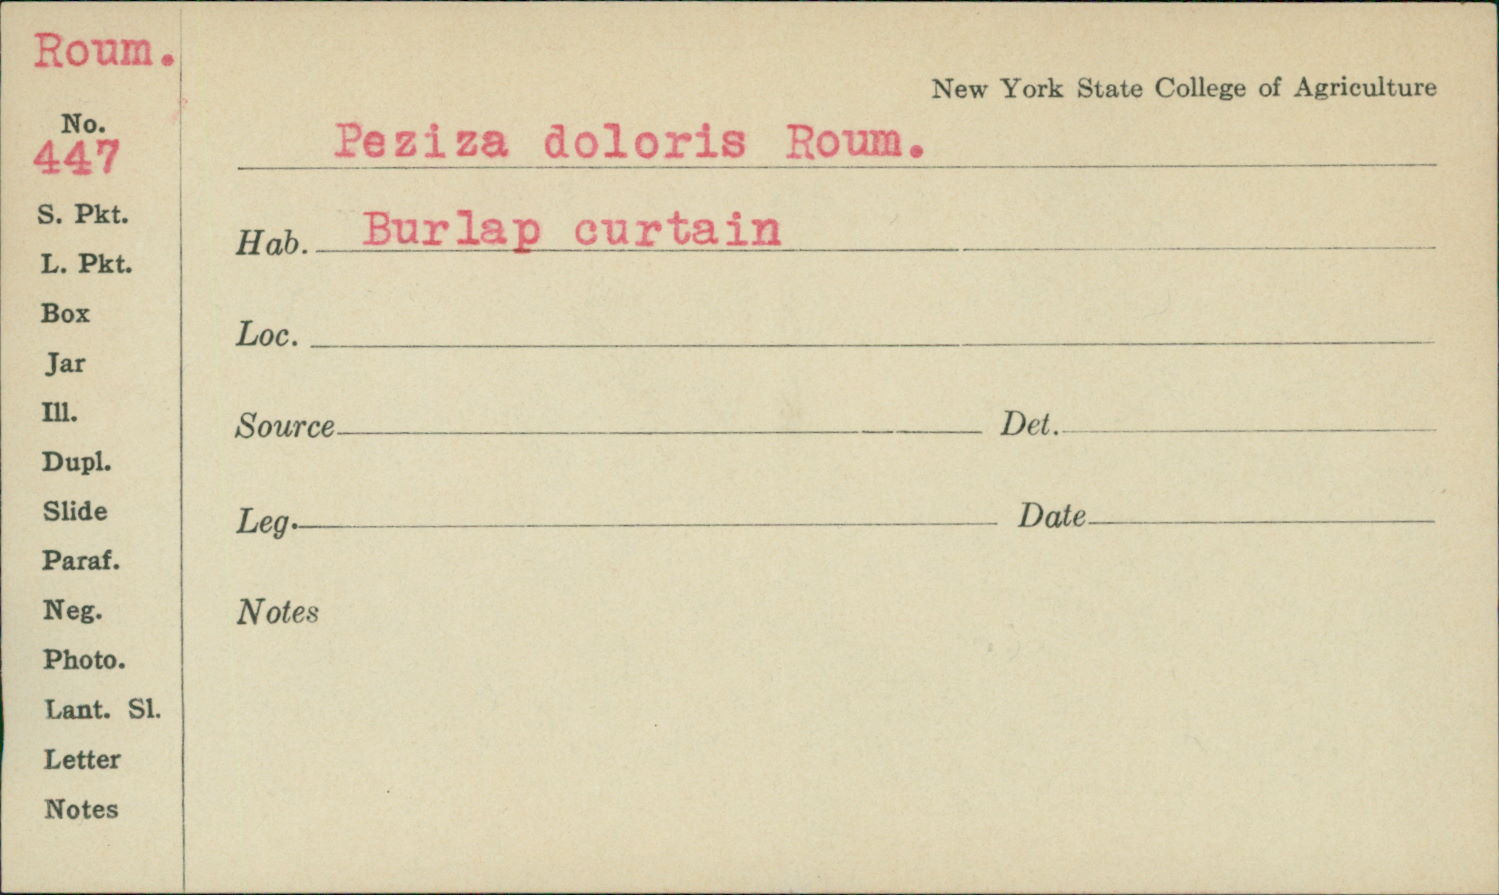 Roum.
New York State College of Agriculture
No.
447
Peziza doloris Roum.
S. Pkt.
Hab. Burlap curtain
L. Pkt.
Box
Loc.
Jar
Ill.
Source Det.
Dupl.
Slide
Leg. Date
Paraf.
Neg.
Notes
Photo.
Lant. Sl.
Letter
Notes